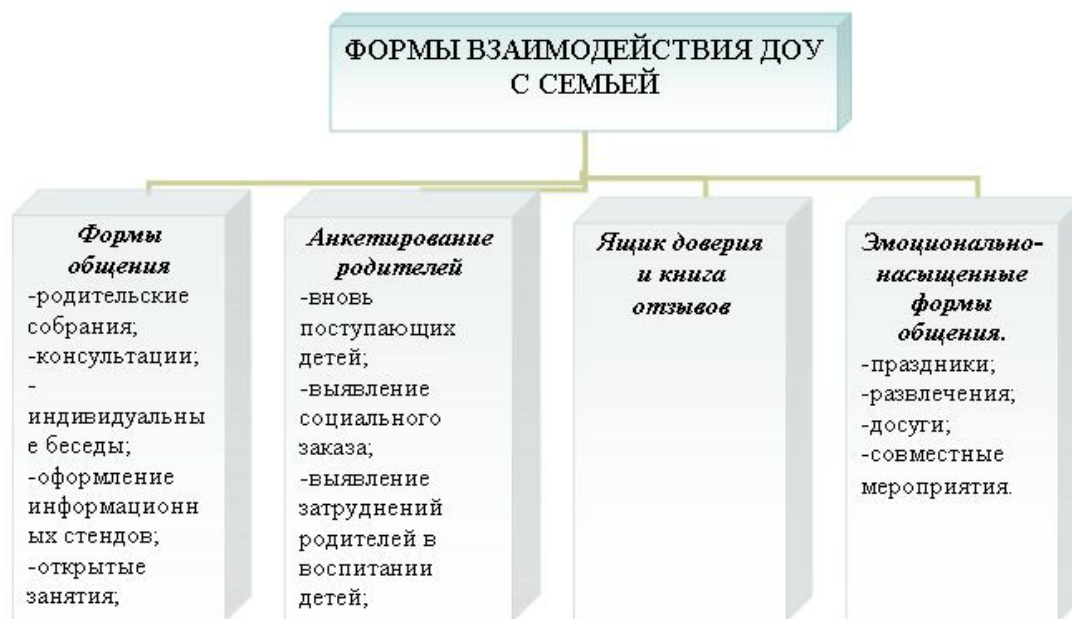 ФОРМЫ ВЗАИМОДЕЙСТВИЯ ДОУ
С СЕМЬЕЙ
Формы
общения
-родительские
собрания;
-консультации;
-
индивидуальны
е беседы;
-оформление
информационн
ых стендов;
-открытые
занятия;
Анкетирование
родителей
-вновь
поступающих
детей;
-выявление
социального
заказа;
-выявление
затруднений
родителей в
воспитании
детей;
Ящик доверия
и книга
отзывов
Эмоционально-
насыщенные
формы
общения.
-праздники;
-развлечения;
-досуги;
-совместные
мероприятия.